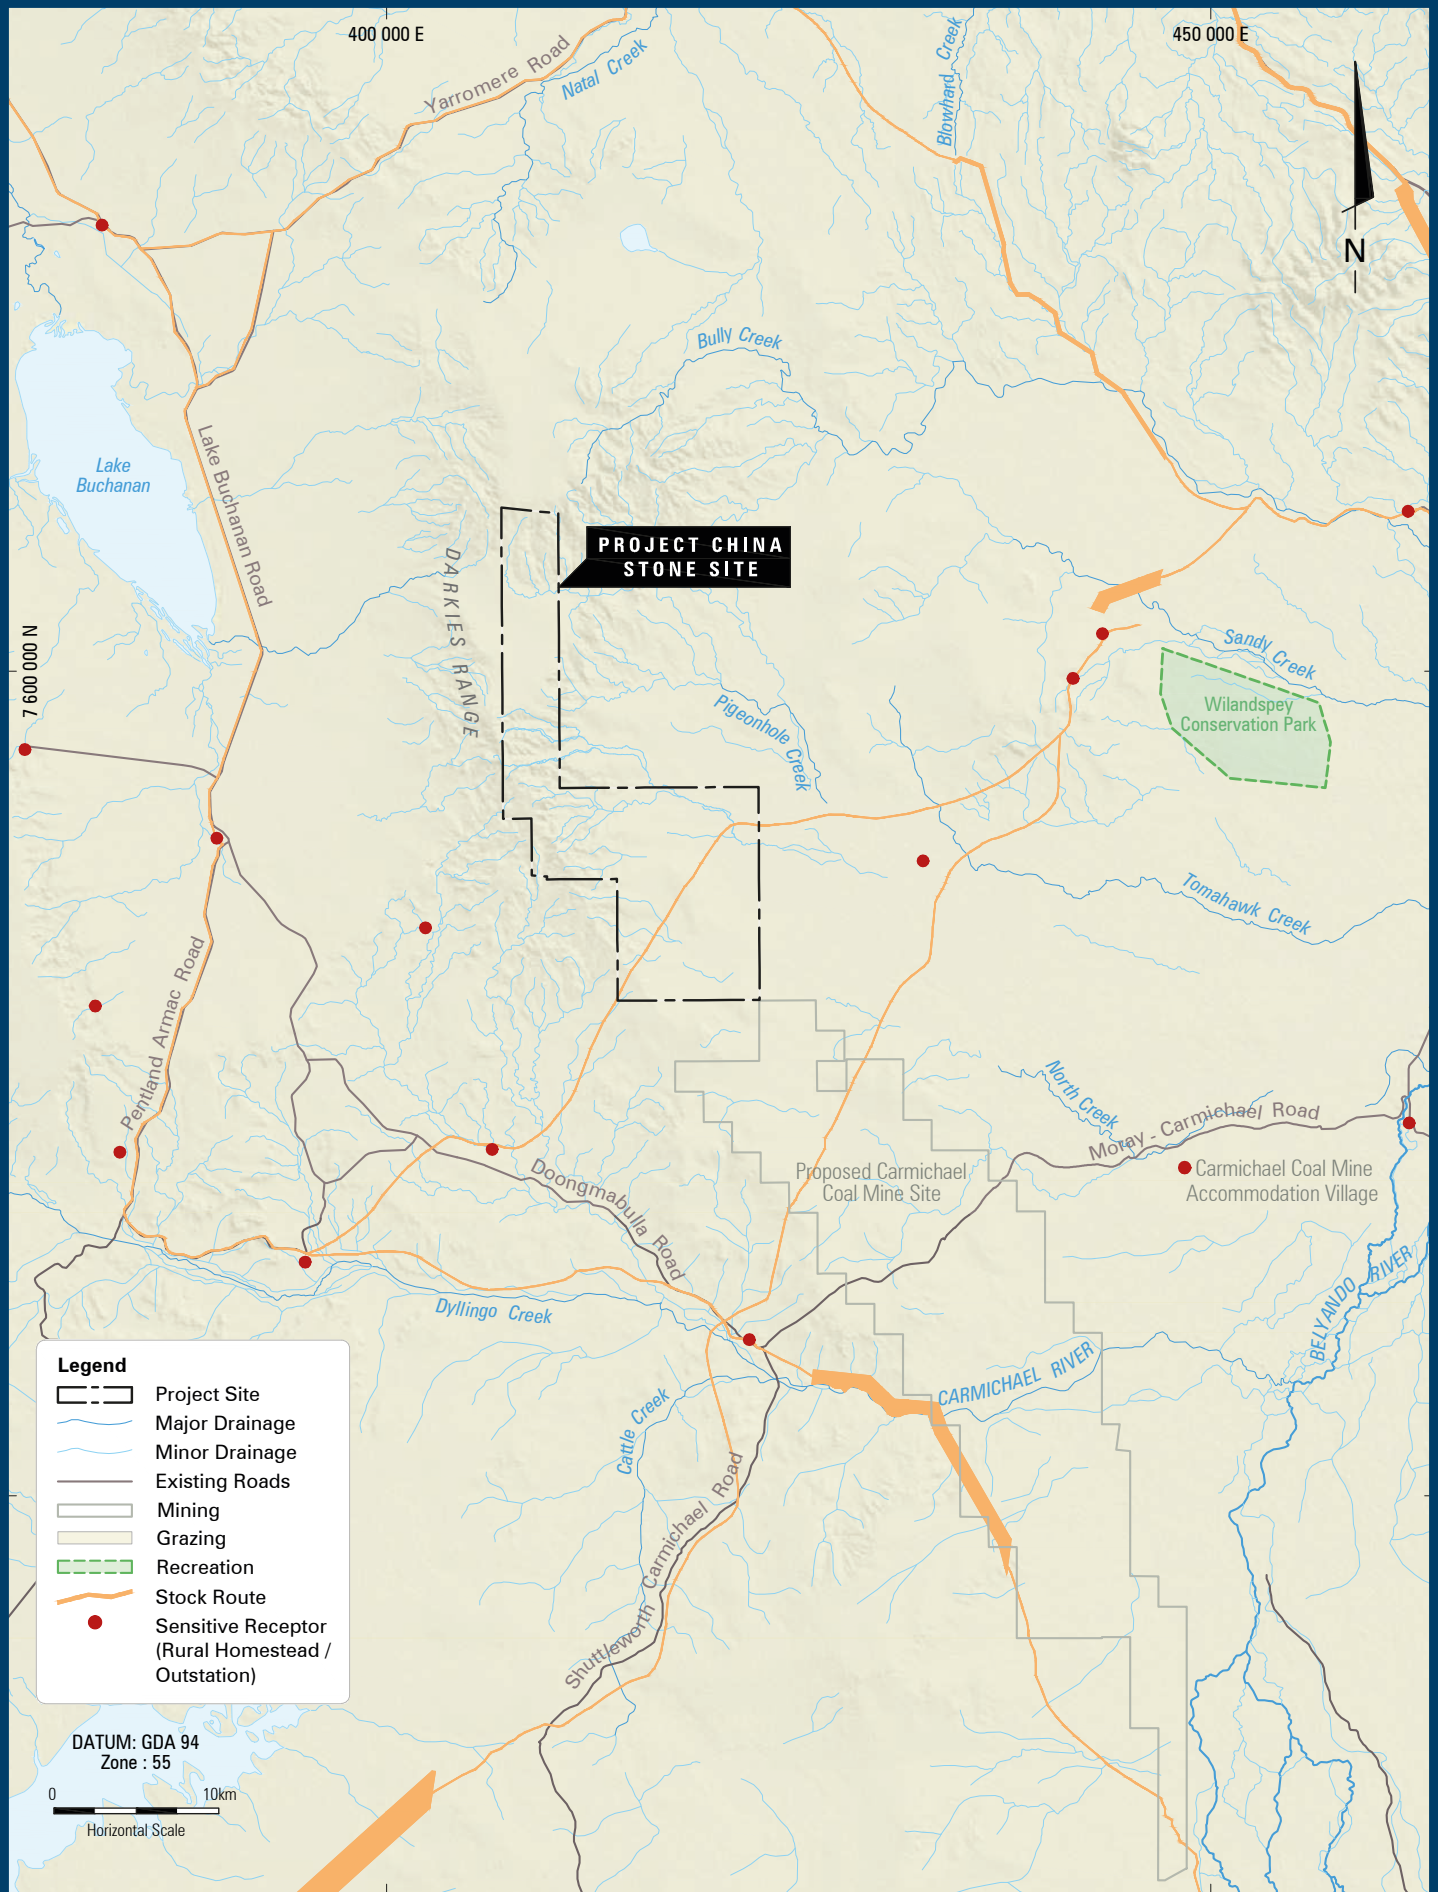 400 000 E
450 000 E
Yarromere Road
Natal Creek
Blowhard Creek
N
Bully Creek
Lake
Buchanan
Lake Buchanan Road
PROJECT CHINA
STONE SITE
DARKIES RANGE
7 600 000 N
Sandy Creek
Wilandspey
Conservation Park
Pigeonhole Creek
Tomahawk Creek
Pentland Armac Road
North Creek
Moray - Carmichael Road
Proposed Carmichael
Coal Mine Site
Carmichael Coal Mine
Accommodation Village
Doongmabulla Road
BELYANDO RIVER
Dyllingo Creek
CARMICHAEL RIVER
Cattle Creek
Shuttleworth Carmichael Road
Legend
Project Site
Major Drainage
Minor Drainage
Existing Roads
Mining
Grazing
Recreation
Stock Route
Sensitive Receptor
(Rural Homestead /
Outstation)
DATUM: GDA 94
Zone : 55
0 10km
Horizontal Scale